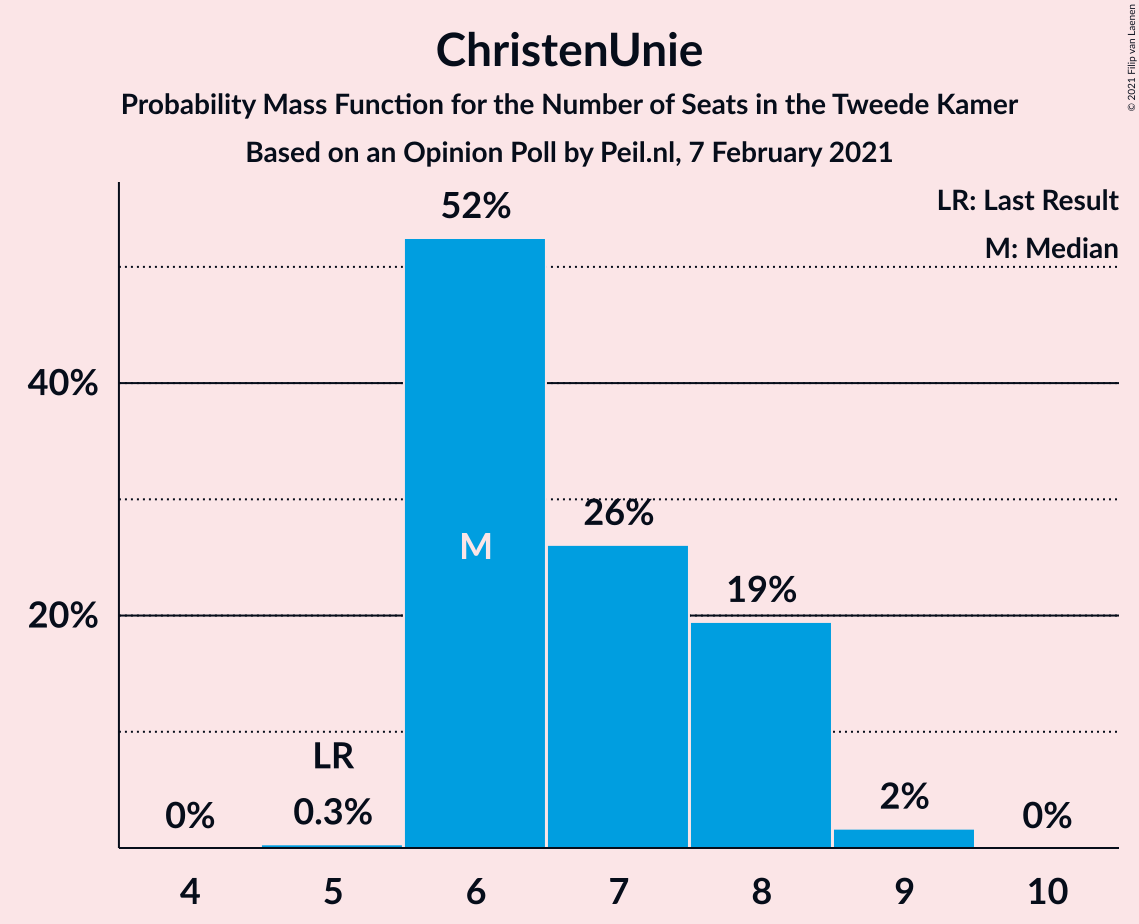 ChristenUnie
Probability Mass Function for the Number of Seats in the Tweede Kamer
Based on an Opinion Poll by Peil.nl, 7 February 2021
© 2021 Filip van Laenen
LR: Last Result
M: Median
52%
40%
26%
M
19%
20%
LR
0%
0.3%
2%
0%
4 5 6 7 8 9 10